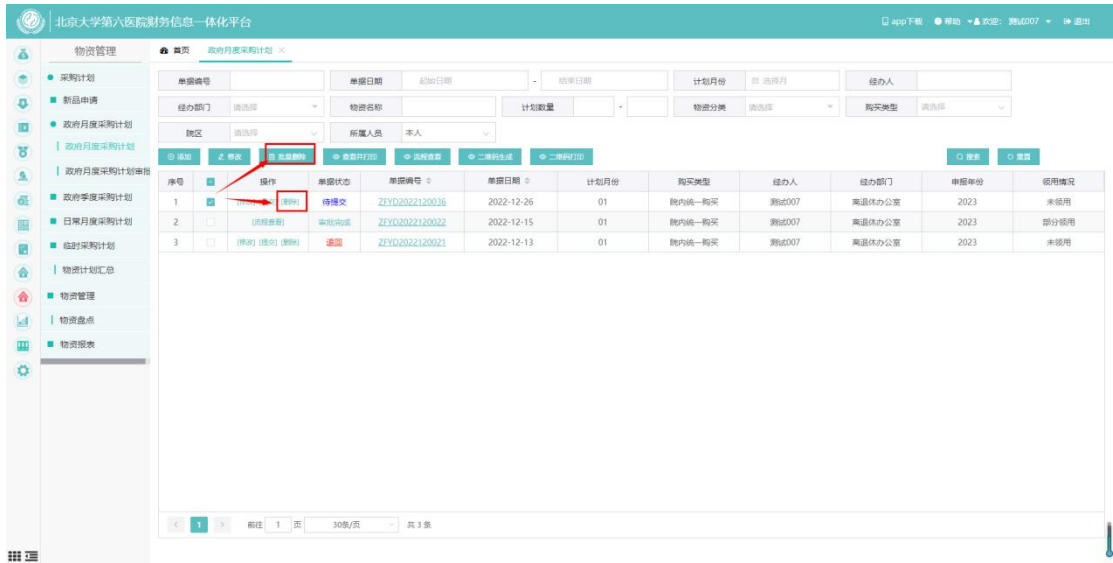 北京大学第六医院财务信息一体化平台 app下载 帮助 欢迎: 测试007 退出
物资管理 首页 政府月度采购计划 ×
采购计划
新品申请
政府月度采购计划
政府月度采购计划
政府月度采购计划审批
政府季度采购计划
日常月度采购计划
临时采购计划
物资计划汇总
物资管理
物资盘点
物资报表
单据编号 单据日期 起始日期 - 结束日期 计划月份 选择月 经办人
经办部门 请选择 物资名称 计划数量 - 物资分类 请选择 购买类型 请选择
院区 请选择 所属人员 本人
添加 修改 批量删除 查看并打印 流程查看 二维码生成 二维码打印 搜索 重置
序号 操作 单据状态 单据编号 单据日期 计划月份 购买类型 经办人 经办部门 申报年份 领用情况
1 [删除] 待提交 ZFYD2022120036 2022-12-26 01 院内统一购买 测试007 离退休办公室 2023 未领用
2 [流程查看] 审批完成 ZFYD2022120022 2022-12-15 01 院内统一购买 测试007 离退休办公室 2023 部分领用
3 [修改] [提交] [删除] 退回 ZFYD2022120021 2022-12-13 01 院内统一购买 测试007 离退休办公室 2023 未领用
< 1 > 前往 1 页 30条/页 共 3 条